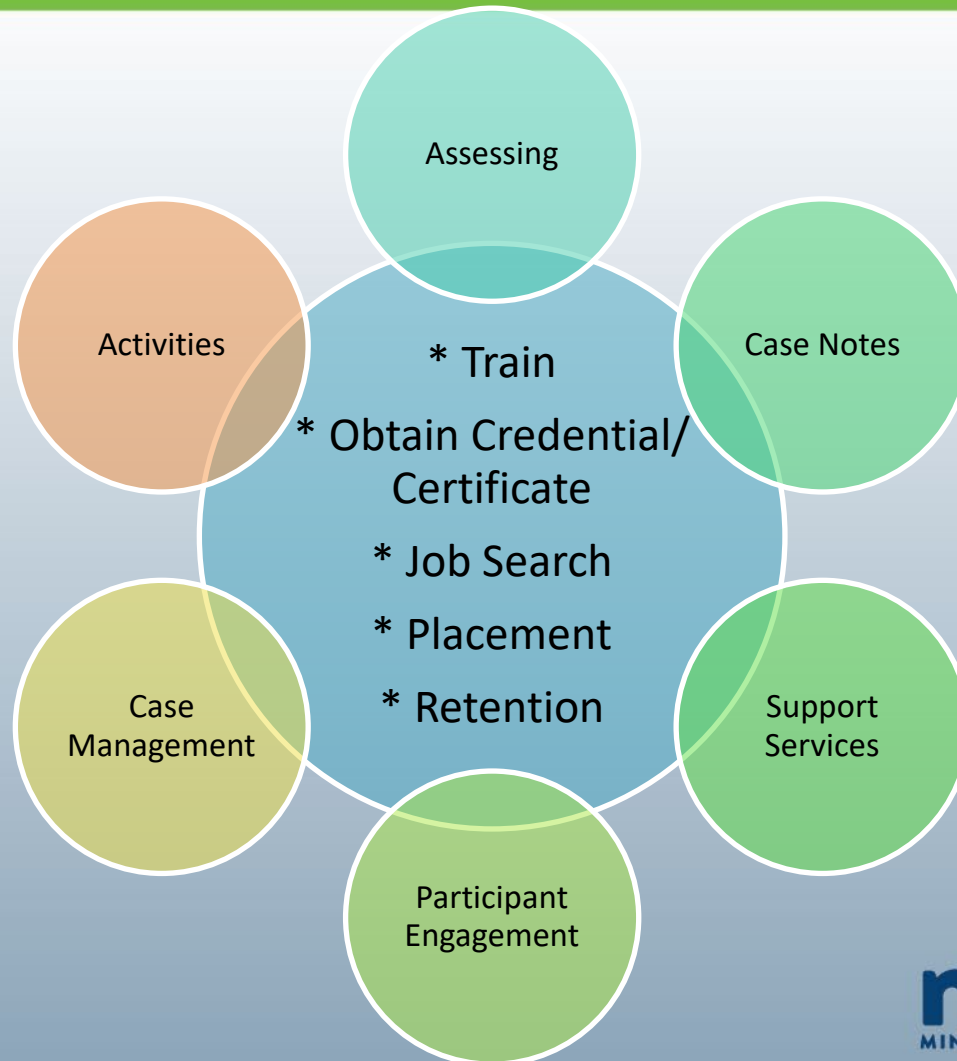 Assessing
Activities
Case Notes
* Train
* Obtain Credential/
Certificate
* Job Search
* Placement
* Retention
Case
Management
Support
Services
Participant
Engagement